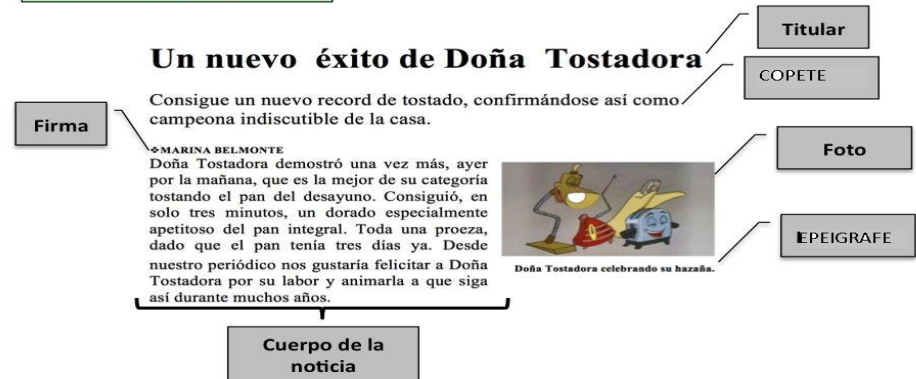 Titular
Un nuevo éxito de Doña Tostadora
COPETE
Consigue un nuevo record de tostado, confirmándose así como
campeona indiscutible de la casa.
Firma
❖MARINA BELMONTE
Doña Tostadora demostró una vez más, ayer
por la mañana, que es la mejor de su categoría
tostando el pan del desayuno. Consiguió, en
solo tres minutos, un dorado especialmente
apetitoso del pan integral. Toda una proeza,
dado que el pan tenía tres días ya. Desde
nuestro periódico nos gustaría felicitar a Doña
Tostadora por su labor y animarla a que siga
así durante muchos años.
Foto
EPEIGRAFE
Doña Tostadora celebrando su hazaña.
Cuerpo de la
noticia